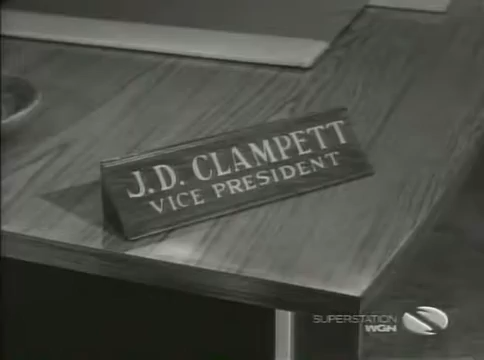 J.D. CLAMPETT
VICE PRESIDENT
SUPERSTATION
WGN